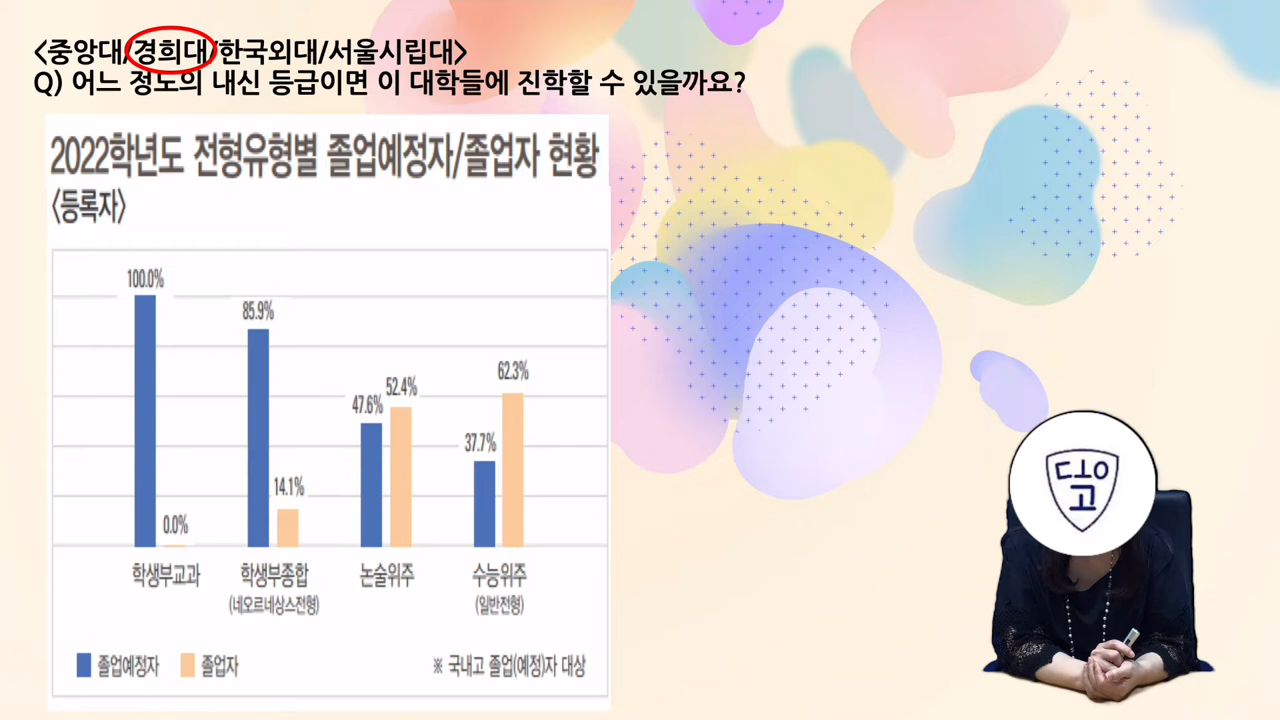 <중앙대/경희대/한국외대/서울시립대>
Q) 어느 정도의 내신 등급이면 이 대학들에 진학할 수 있을까요?
2022학년도 전형유형별 졸업예정자/졸업자 현황
<등록자>
100.0%
0.0%
85.9%
14.1%
47.6%
52.4%
37.7%
62.3%
학생부교과
학생부종합
논술위주
수능위주
(네오르네상스전형)
(일반전형)
졸업예정자
졸업자
※ 국내고 졸업(예정)자 대상